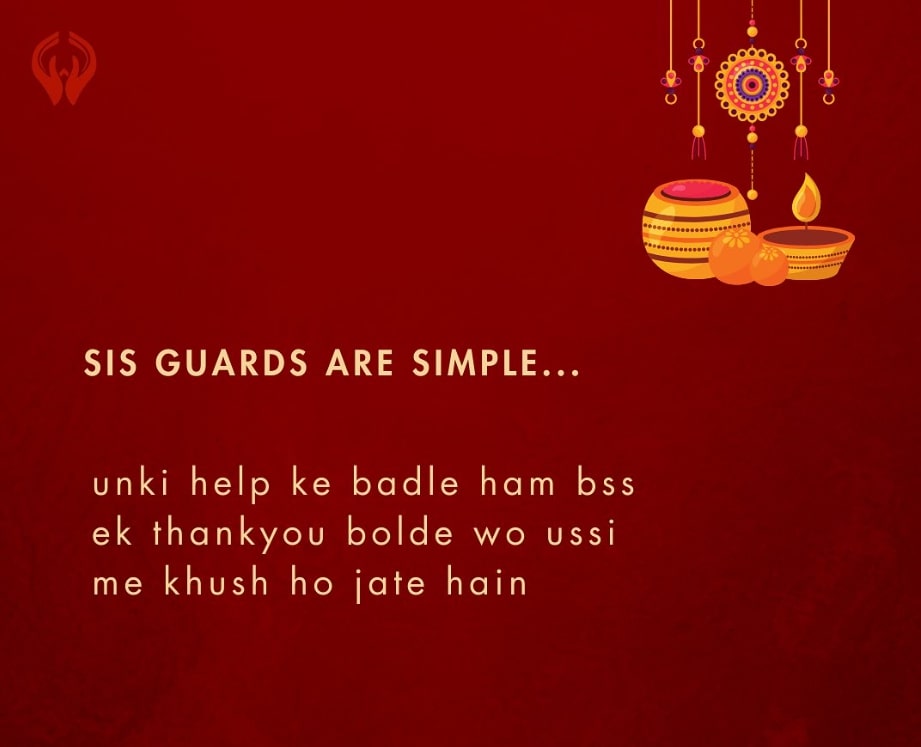 SIS GUARDS ARE SIMPLE...
unki help ke badle ham bss
ek thankyou bolde wo ussi
me khush ho jate hain